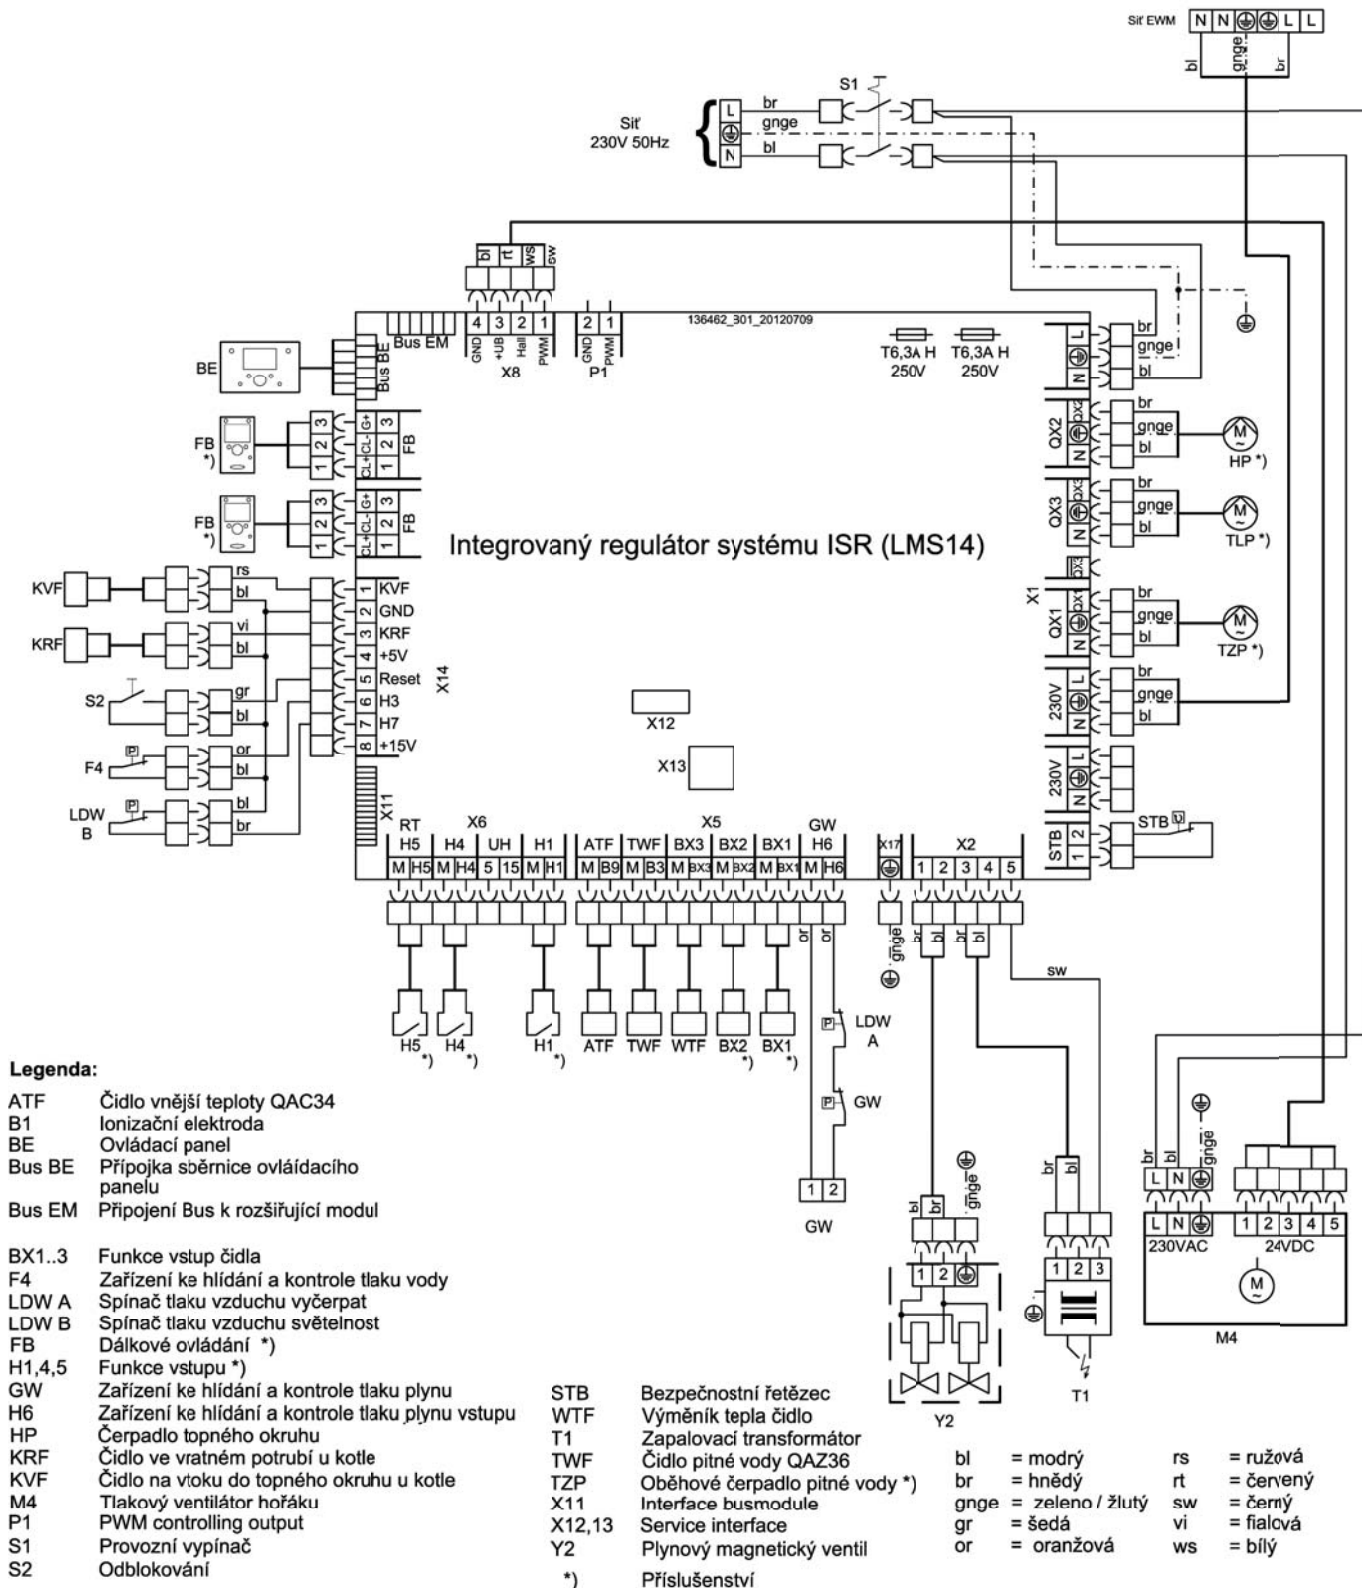 Síť EWM N N L L
bl gnge br
S1
Síť
230V 50Hz
L br
gnge
N bl
bl rt ws sw
4 3 2 1
GND +UB Hall PWM
X8
2 1
GND PWM
P1
136462_301_20120709
Bus EM
Bus BE
BE
T6,3A H
250V
T6,3A H
250V
L br
gnge
N bl
FB
*)
3 2 1
G+ CL- CL+
3 2 1
FB
FB
*)
3 2 1
G+ CL- CL+
3 2 1
FB
QX2
QX2 N
br
gnge
bl
M
~
HP *)
QX3
QX3 N
br
gnge
bl
M
~
TLP *)
QX3
X1
QX1
QX1 N
br
gnge
bl
M
~
TZP *)
230V
L N
br
gnge
bl
230V
L N
STB
2
1
STB
Integrovaný regulátor systému ISR (LMS14)
KVF rs
bl
KRF vi
bl
S2 gr
bl
F4 P or
bl
LDW
B
P bl
br
1 KVF
2 GND
3 KRF
4 +5V
5 Reset
6 H3
7 H7
8 +15V
X14
X11
X12
X13
RT X6 X5 GW
H5 H4 UH H1 ATF TWF BX3 BX2 BX1 H6 X17 X2
M H5 M H4 5 15 M H1 M B9 M B3 M BX3 M BX2 M BX1 M H6 1 2 3 4 5
or or gnge br bl br bl
sw
H5 *) H4 *) H1 *) ATF TWF WTF BX2 *) BX1 *)
P LDW
A
P GW
1 2
GW
bl br gnge
1 2
Y2
br bl
1 2 3
T1
br bl gnge
L N
L N 1 2 3 4 5
230VAC 24VDC
M
~
M4
Legenda:
ATF Čidlo vnější teploty QAC34
B1 Ionizační elektroda
BE Ovládací panel
Bus BE Přípojka sběrnice ovláídacího
panelu
Bus EM Připojení Bus k rozšiřující modul
BX1..3 Funkce vstup čidla
F4 Zařízení ke hlídání a kontrole tlaku vody
LDW A Spínač tlaku vzduchu vyčerpat
LDW B Spínač tlaku vzduchu světelnost
FB Dálkové ovládání *)
H1,4,5 Funkce vstupu *)
GW Zařízení ke hlídání a kontrole tlaku plynu
H6 Zařízení ke hlídání a kontrole tlaku plynu vstupu
HP Čerpadlo topného okruhu
KRF Čidlo ve vratném potrubí u kotle
KVF Čidlo na vtoku do topného okruhu u kotle
M4 Tlakový ventilátor hořáku
P1 PWM controlling output
S1 Provozní vypínač
S2 Odblokování
STB Bezpečnostní řetězec
WTF Výměník tepla čidlo
T1 Zapalovací transformátor
TWF Čidlo pitné vody QAZ36
TZP Oběhové čerpadlo pitné vody *)
X11 Interface busmodule
X12,13 Service interface
Y2 Plynový magnetický ventil
*) Příslušenství
bl = modrý
br = hnědý
gnge = zeleno / žlutý
gr = šedá
or = oranžová
rs = ružová
rt = červený
sw = černý
vi = fialová
ws = bílý